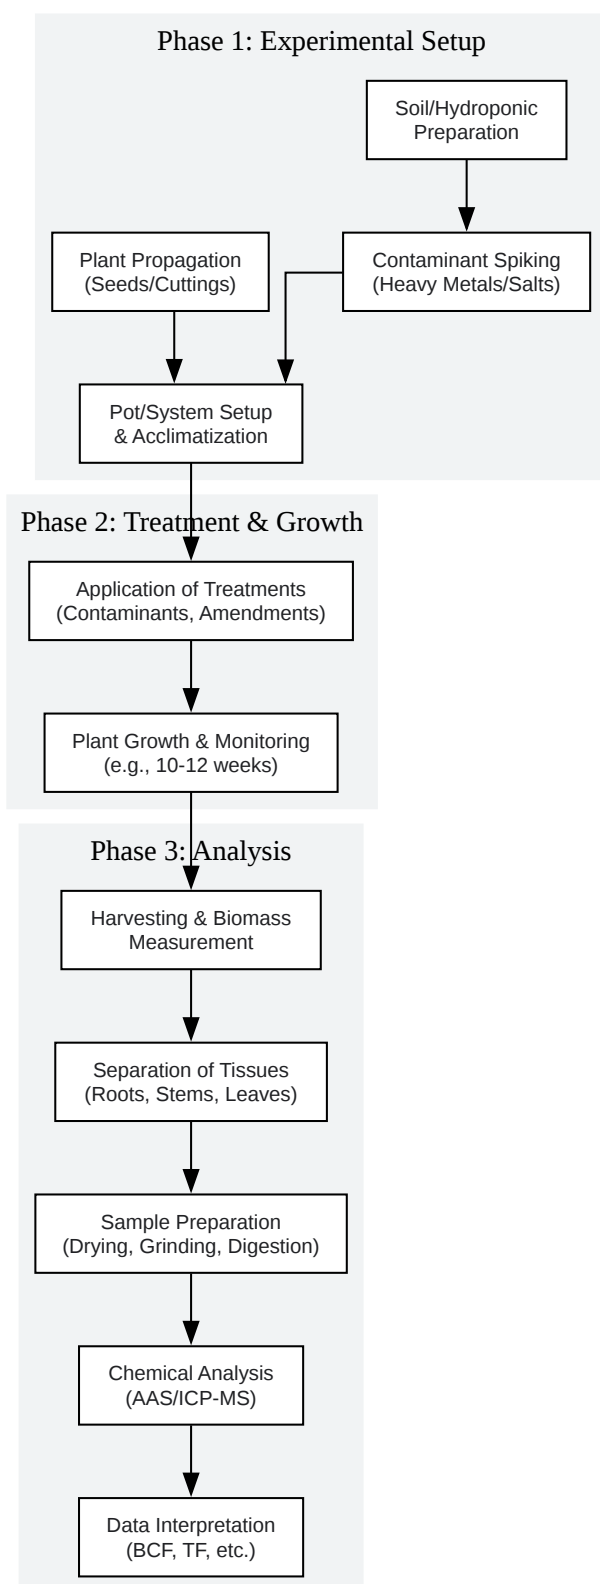 Phase 1: Experimental Setup
Soil/Hydroponic
Preparation
Plant Propagation
(Seeds/Cuttings)
Contaminant Spiking
(Heavy Metals/Salts)
Pot/System Setup
& Acclimatization
Phase 2: Treatment & Growth
Application of Treatments
(Contaminants, Amendments)
Plant Growth & Monitoring
(e.g., 10-12 weeks)
Phase 3: Analysis
Harvesting & Biomass
Measurement
Separation of Tissues
(Roots, Stems, Leaves)
Sample Preparation
(Drying, Grinding, Digestion)
Chemical Analysis
(AAS/ICP-MS)
Data Interpretation
(BCF, TF, etc.)